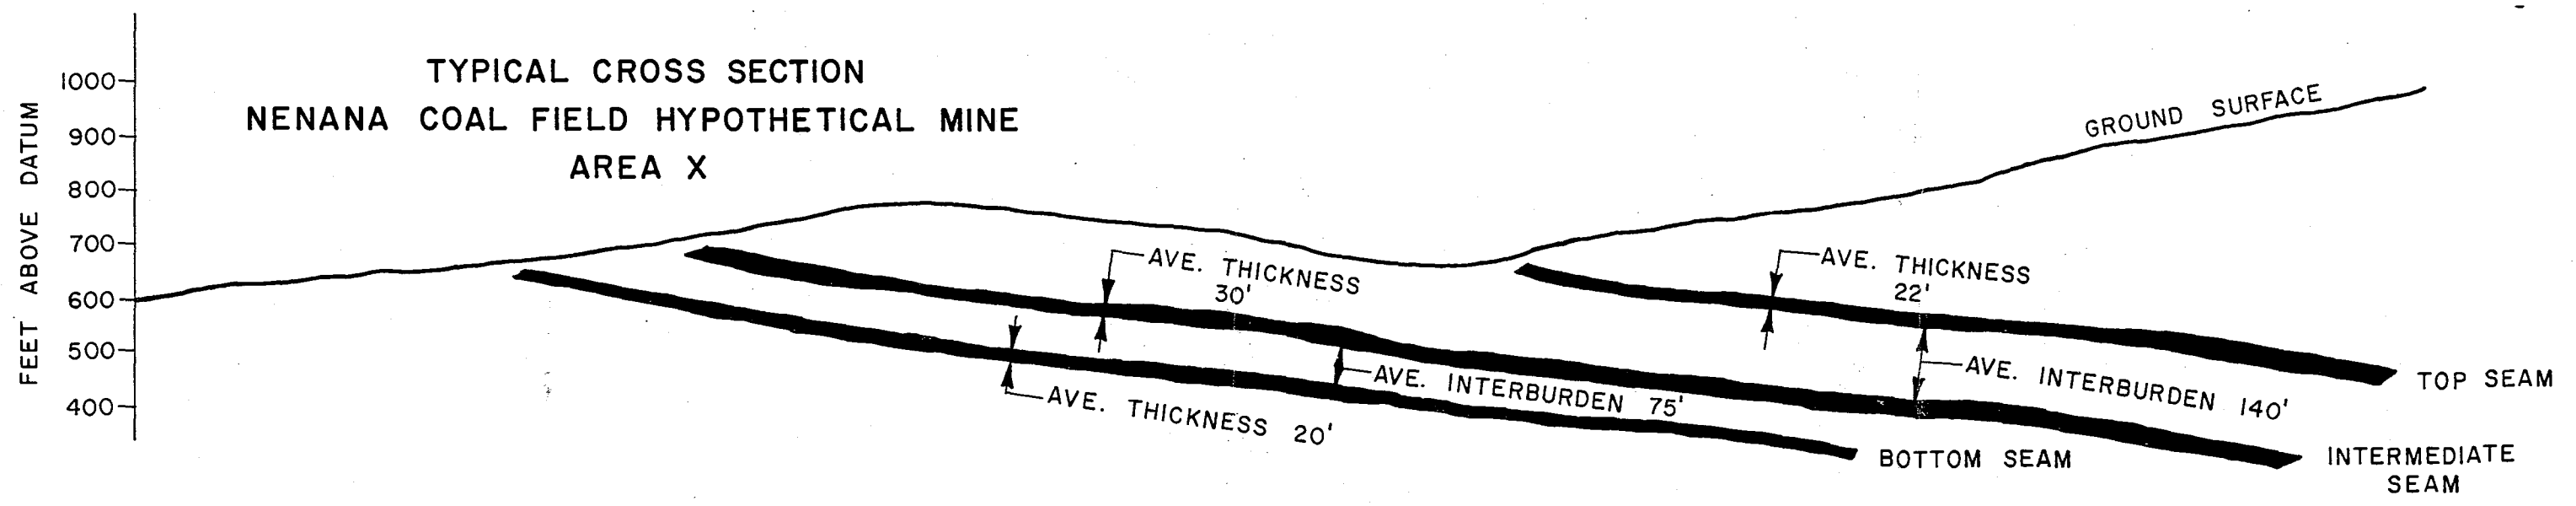 TYPICAL CROSS SECTION
NENANA COAL FIELD HYPOTHETICAL MINE
AREA X
FEET ABOVE DATUM
1000
900
800
700
600
500
400
GROUND SURFACE
AVE. THICKNESS
30'
AVE. THICKNESS
22'
AVE. INTERBURDEN 75'
AVE. INTERBURDEN 140'
AVE. THICKNESS 20'
TOP SEAM
BOTTOM SEAM
INTERMEDIATE
SEAM